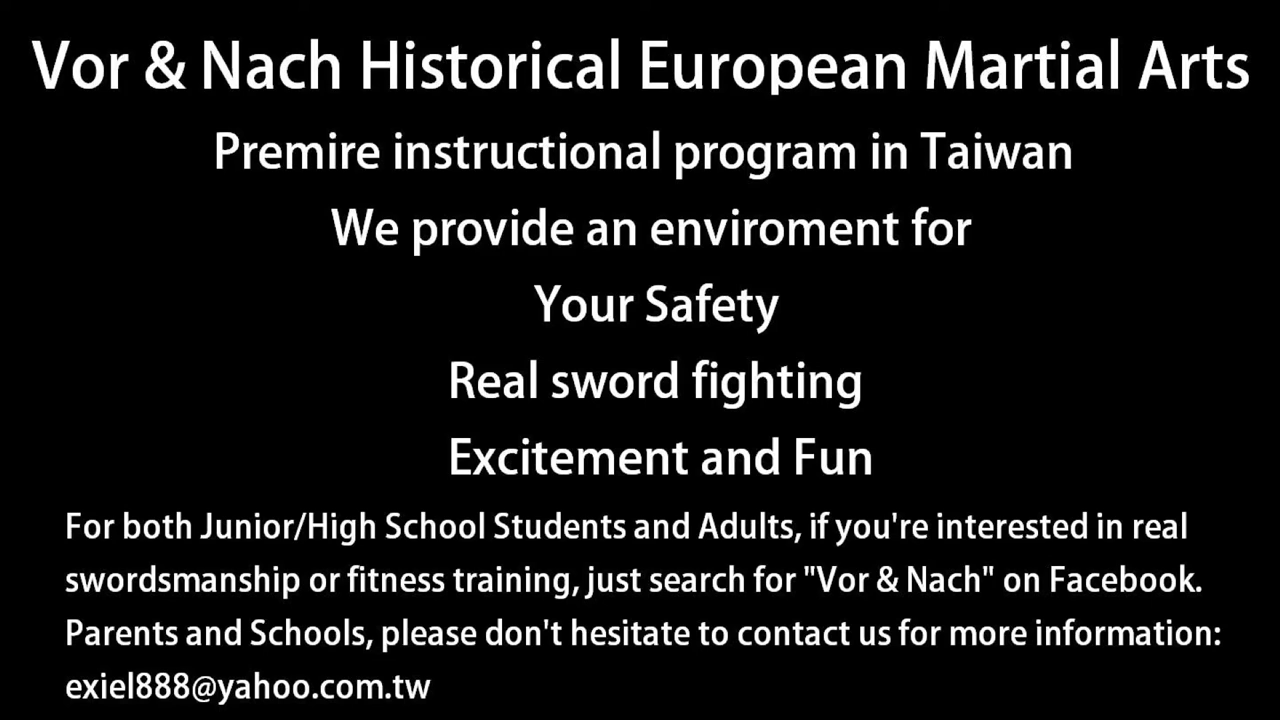 Vor & Nach Historical European Martial Arts
Premire instructional program in Taiwan
We provide an enviroment for
Your Safety
Real sword fighting
Excitement and Fun
For both Junior/High School Students and Adults, if you're interested in real
swordsmanship or fitness training, just search for "Vor & Nach" on Facebook.
Parents and Schools, please don't hesitate to contact us for more information:
exiel888@yahoo.com.tw